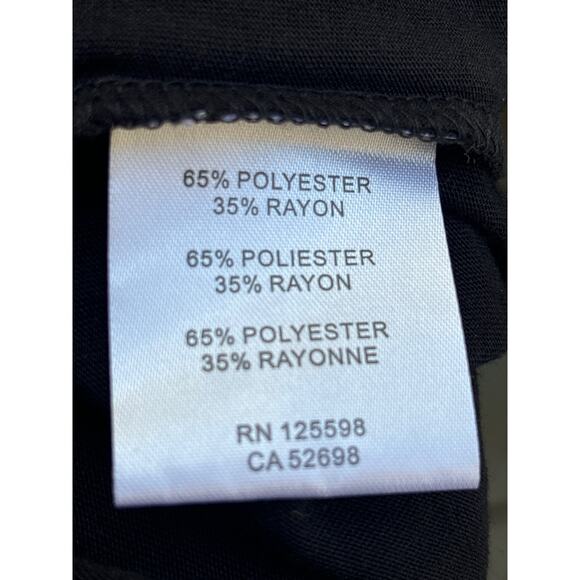 65% POLYESTER
35% RAYON
65% POLIESTER
35% RAYON
65% POLYESTER
35% RAYONNE
RN 125598
CA 52698